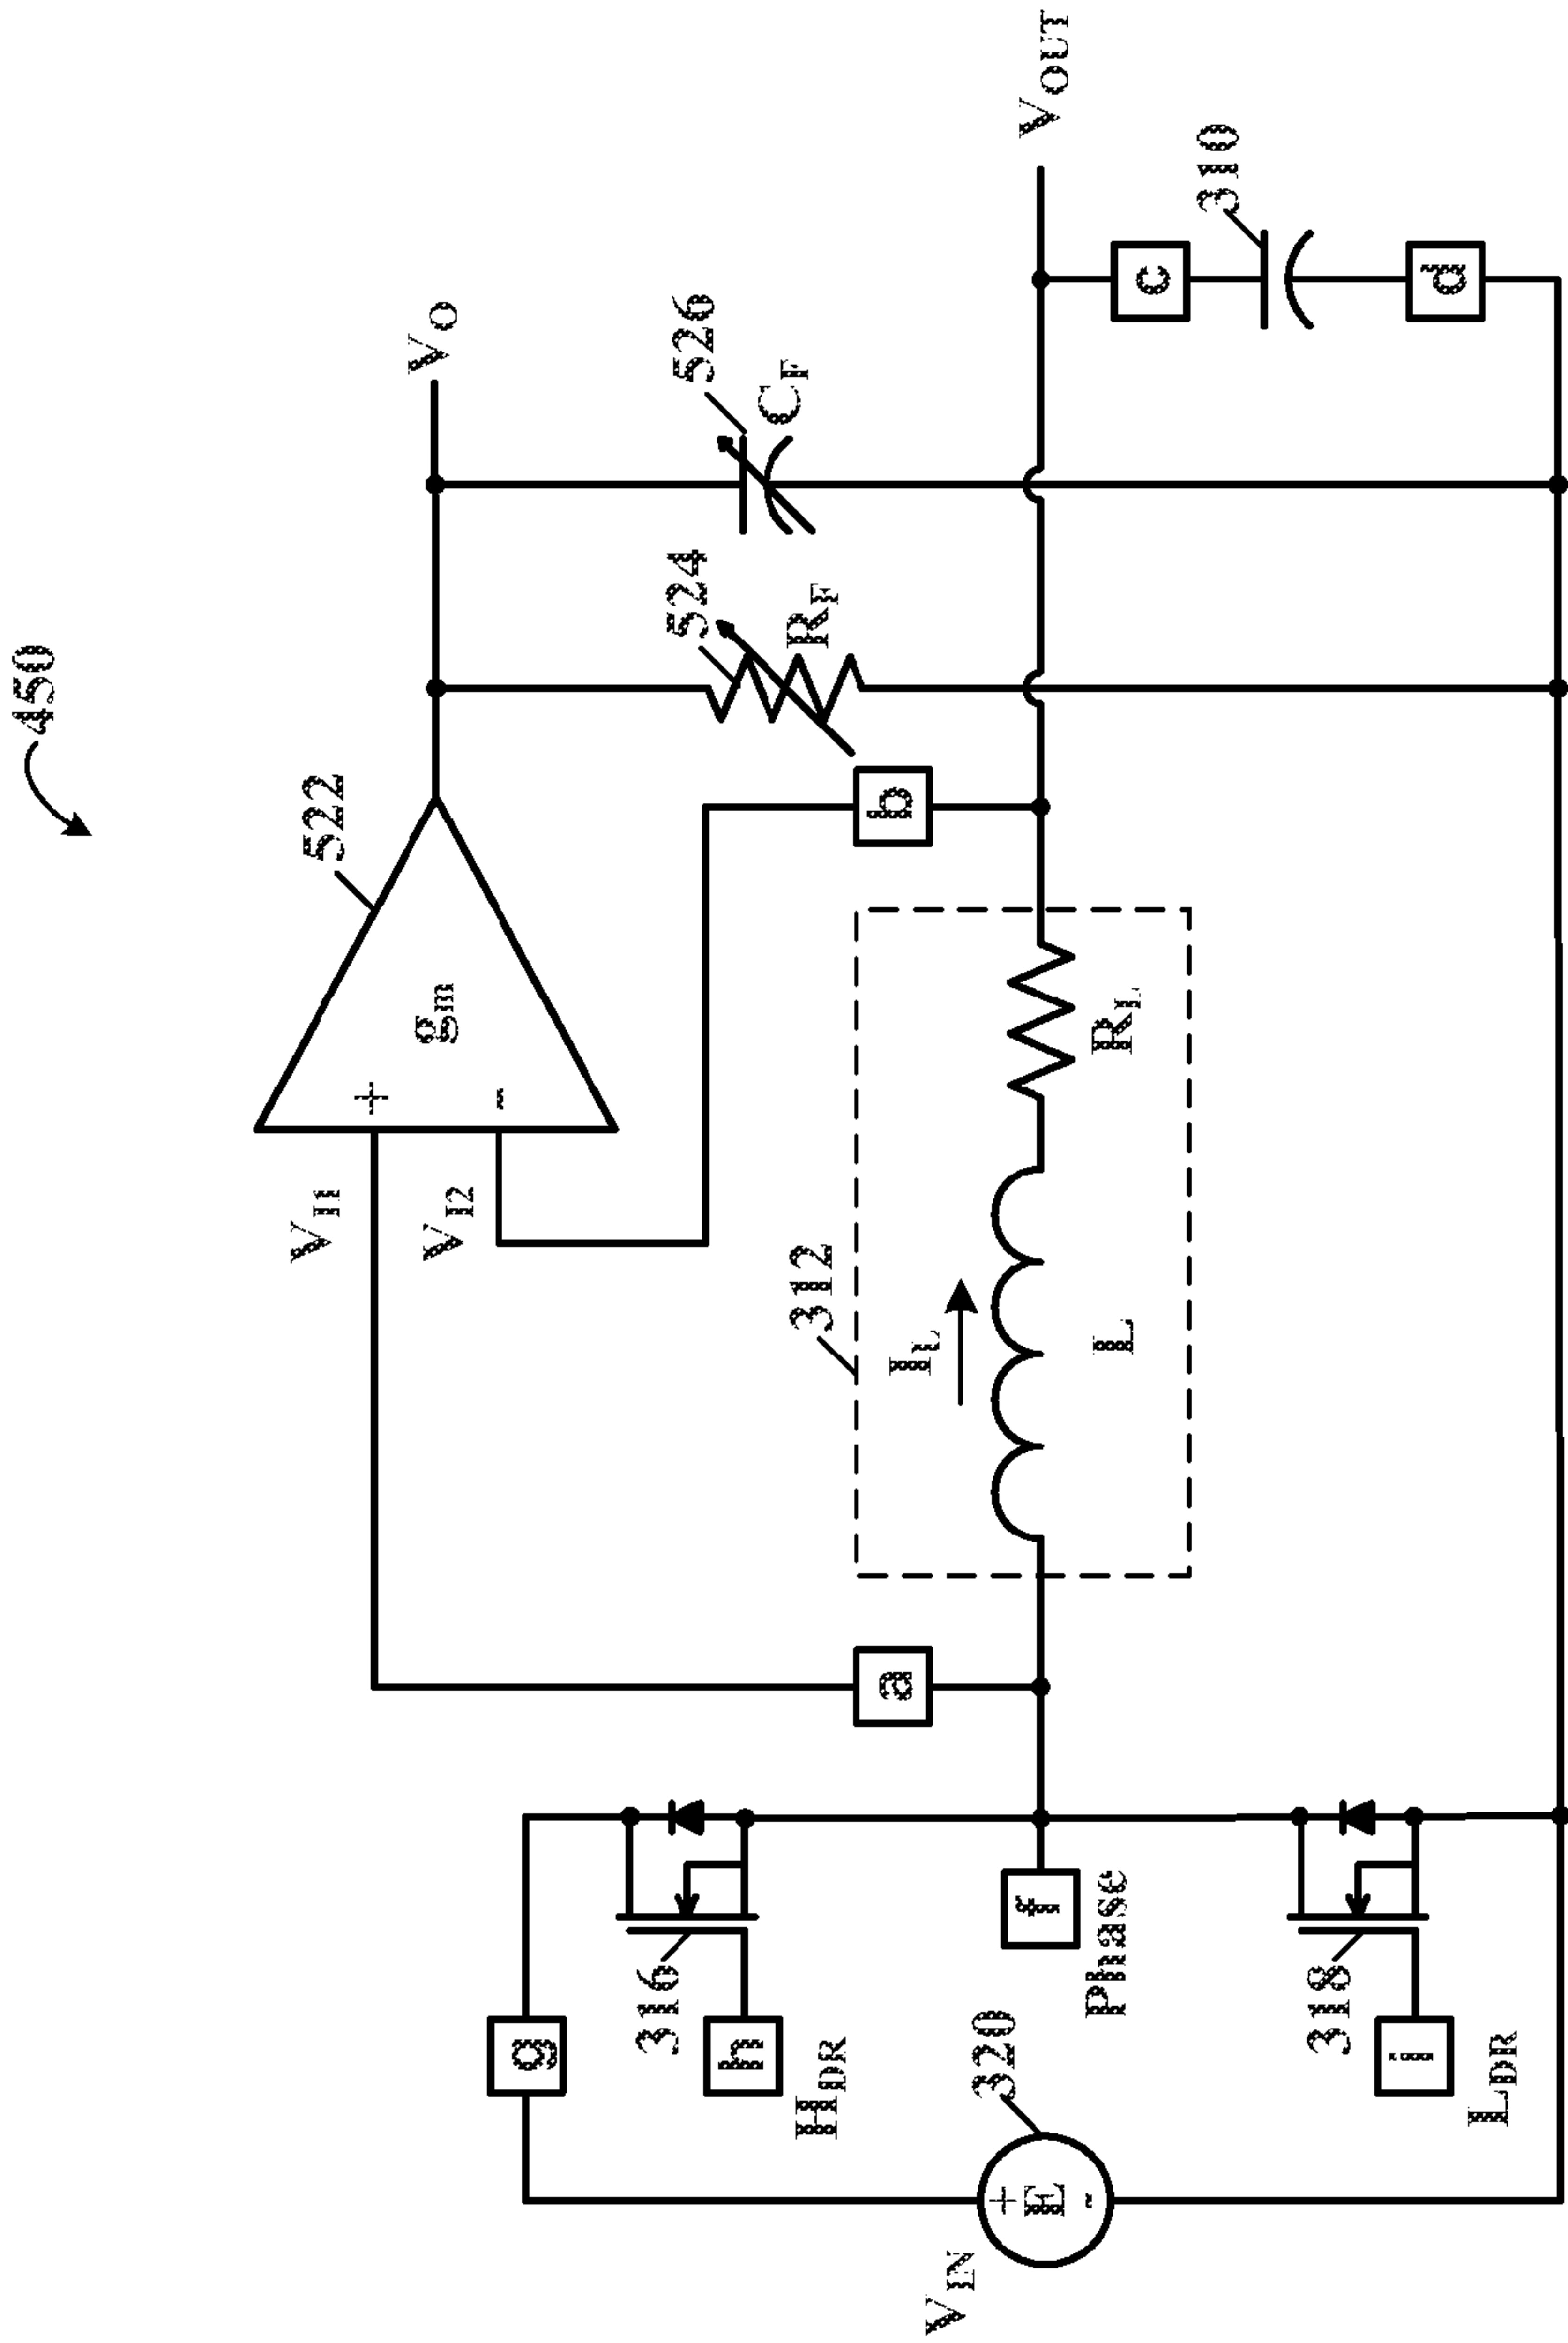 450
522
V_I1
V_I2
+
-
g_m
V_O
524
R_F
526
C_F
a
b
312
I_L
L
R_L
V_OUT
c
310
d
g
316
h
H_DR
f
Phase
318
i
L_DR
V_IN
320
+
E
-